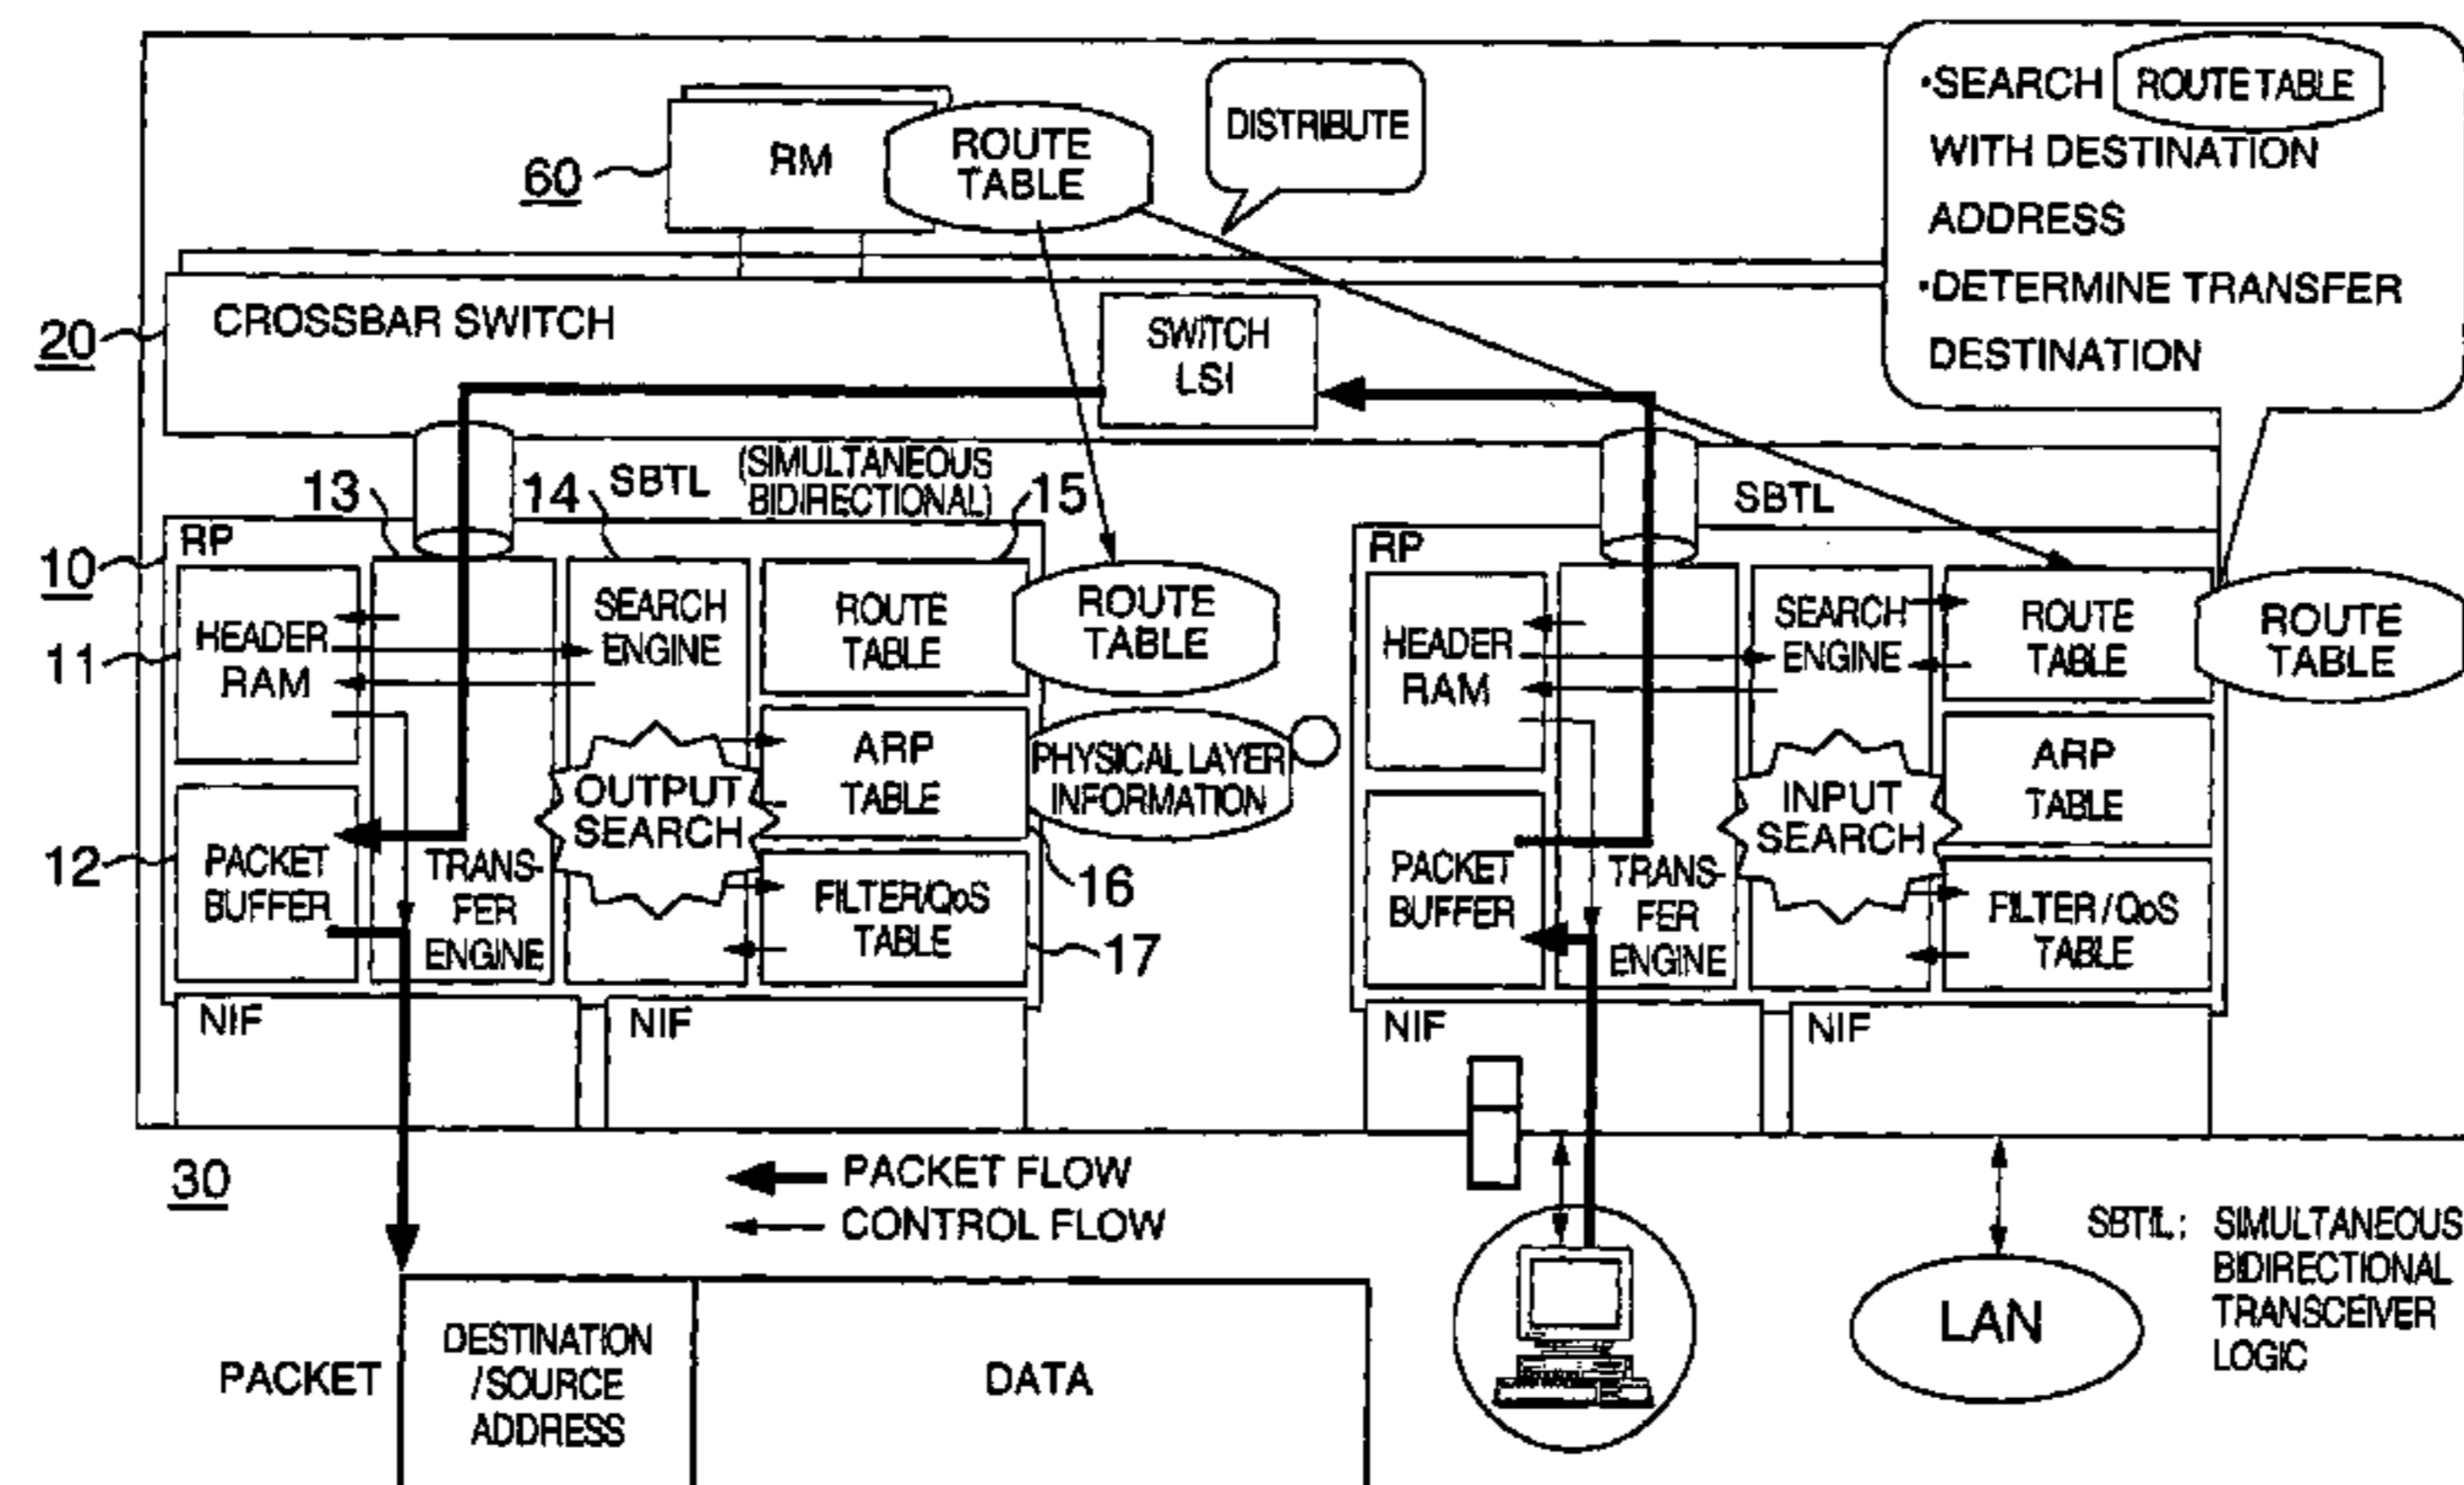 •SEARCH ROUTE TABLE
WITH DESTINATION
ADDRESS
•DETERMINE TRANSFER
DESTINATION
DISTRIBUTE
60
RM
ROUTE
TABLE
20
CROSSBAR SWITCH
SWITCH
LSI
13
14
SBTL
(SIMULTANEOUS
BIDIRECTIONAL)
15
SBTL
10
RP
11
HEADER
RAM
SEARCH
ENGINE
ROUTE
TABLE
ROUTE
TABLE
OUTPUT
SEARCH
ARP
TABLE
PHYSICAL LAYER
INFORMATION
12
PACKET
BUFFER
TRANS-
FER
ENGINE
FILTER/QoS
TABLE
16
17
NIF
NIF
RP
HEADER
RAM
SEARCH
ENGINE
ROUTE
TABLE
ROUTE
TABLE
INPUT
SEARCH
ARP
TABLE
PACKET
BUFFER
TRANS-
FER
ENGINE
FILTER/QoS
TABLE
NIF
NIF
30
PACKET FLOW
CONTROL FLOW
SBTL: SIMULTANEOUS
BIDIRECTIONAL
TRANSCEIVER
LOGIC
LAN
PACKET
DESTINATION
/SOURCE
ADDRESS
DATA